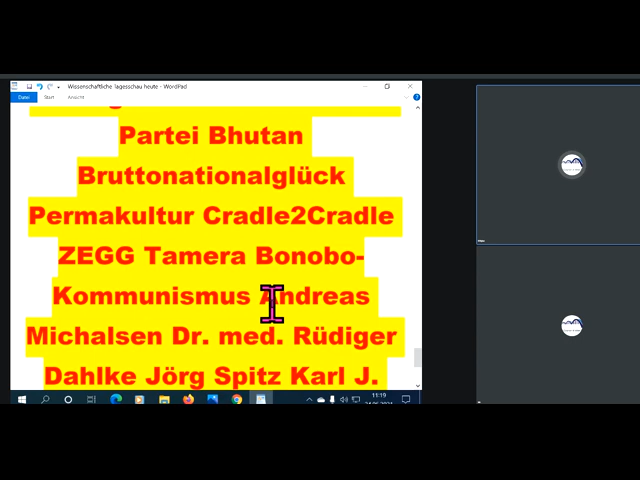 Wissenschaftliche Tagesschau heute - WordPad
Datei Start Ansicht
Partei Bhutan
Bruttonationalglück
Permakultur Cradle2Cradle
ZEGG Tamera Bonobo-
Kommunismus Andreas
Michalsen Dr. med. Rüdiger
Dahlke Jörg Spitz Karl J.
11:19